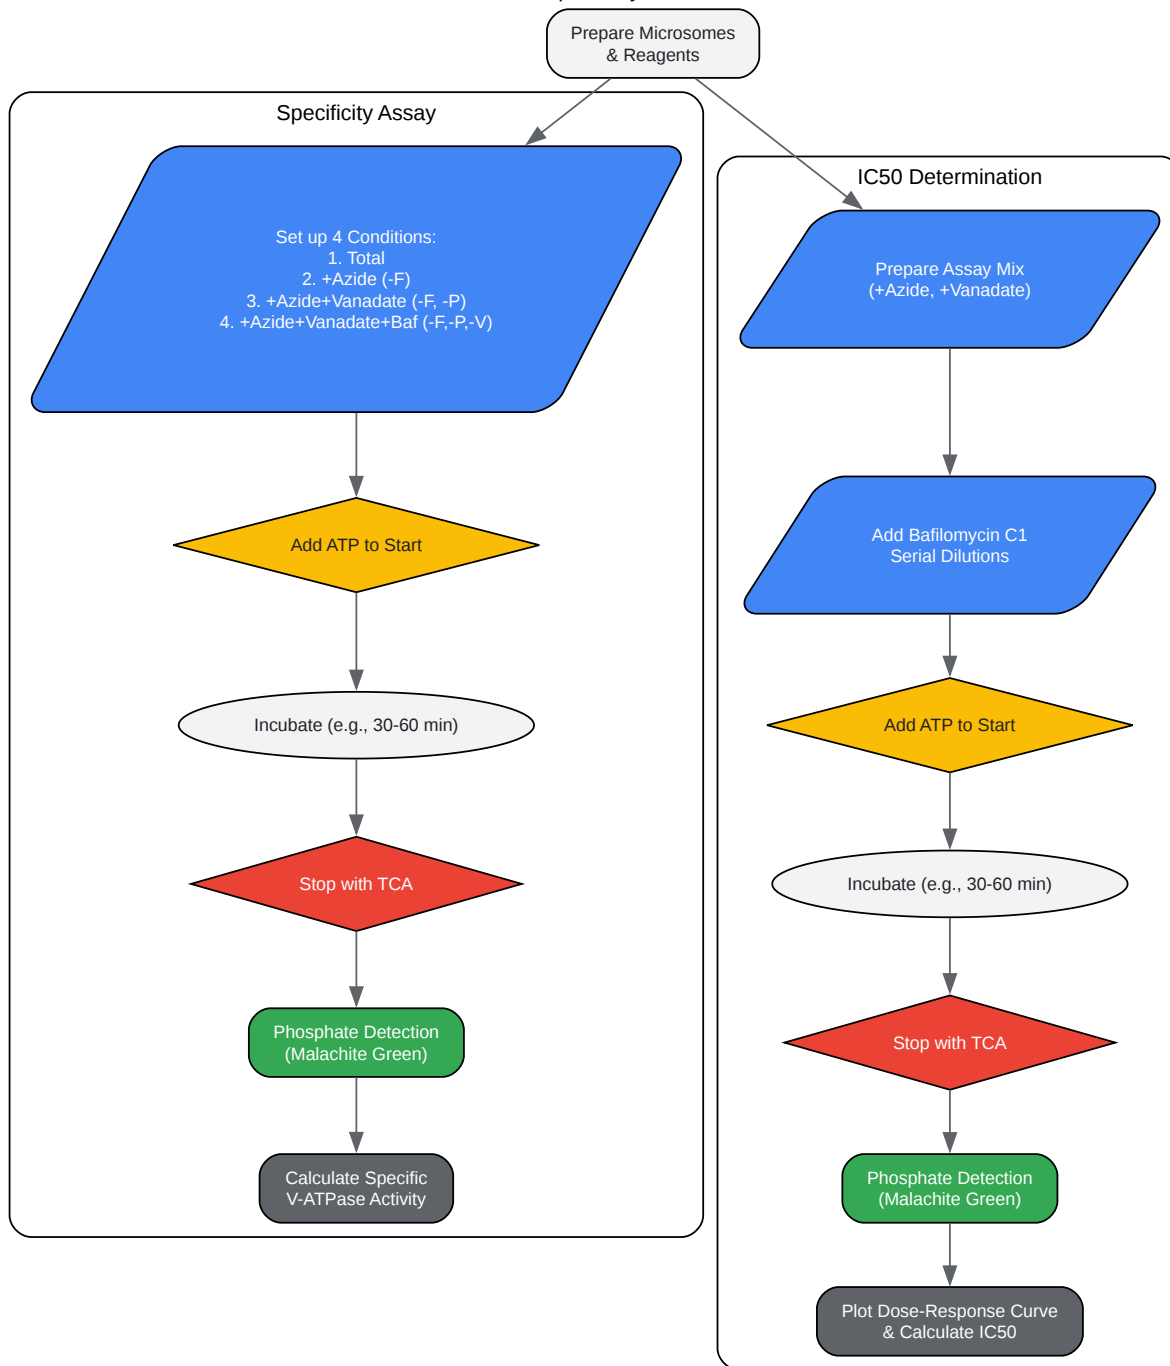 Prepare Microsomes
& Reagents
Specificity Assay
Set up 4 Conditions:
1. Total
2. +Azide (-F)
3. +Azide+Vanadate (-F, -P)
4. +Azide+Vanadate+Baf (-F,-P,-V)
Add ATP to Start
Incubate (e.g., 30-60 min)
Stop with TCA
Phosphate Detection
(Malachite Green)
Calculate Specific
V-ATPase Activity
IC50 Determination
Prepare Assay Mix
(+Azide, +Vanadate)
Add Bafilomycin C1
Serial Dilutions
Add ATP to Start
Incubate (e.g., 30-60 min)
Stop with TCA
Phosphate Detection
(Malachite Green)
Plot Dose-Response Curve
& Calculate IC50